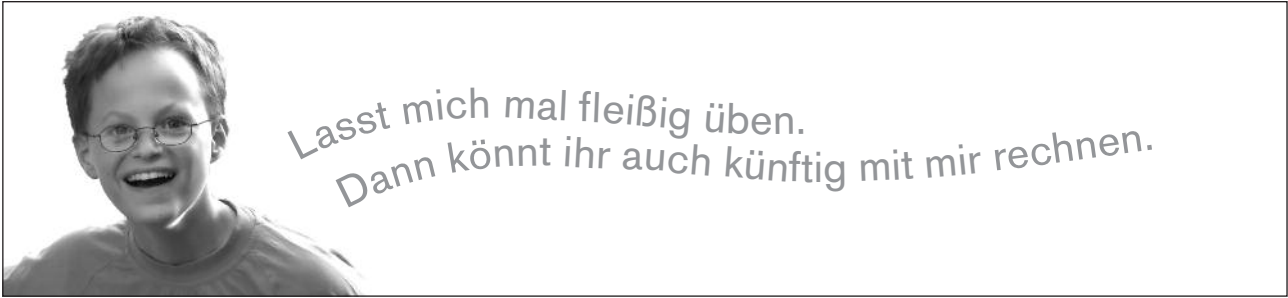 Lasst mich mal fleißig üben.
Dann könnt ihr auch künftig mit mir rechnen.